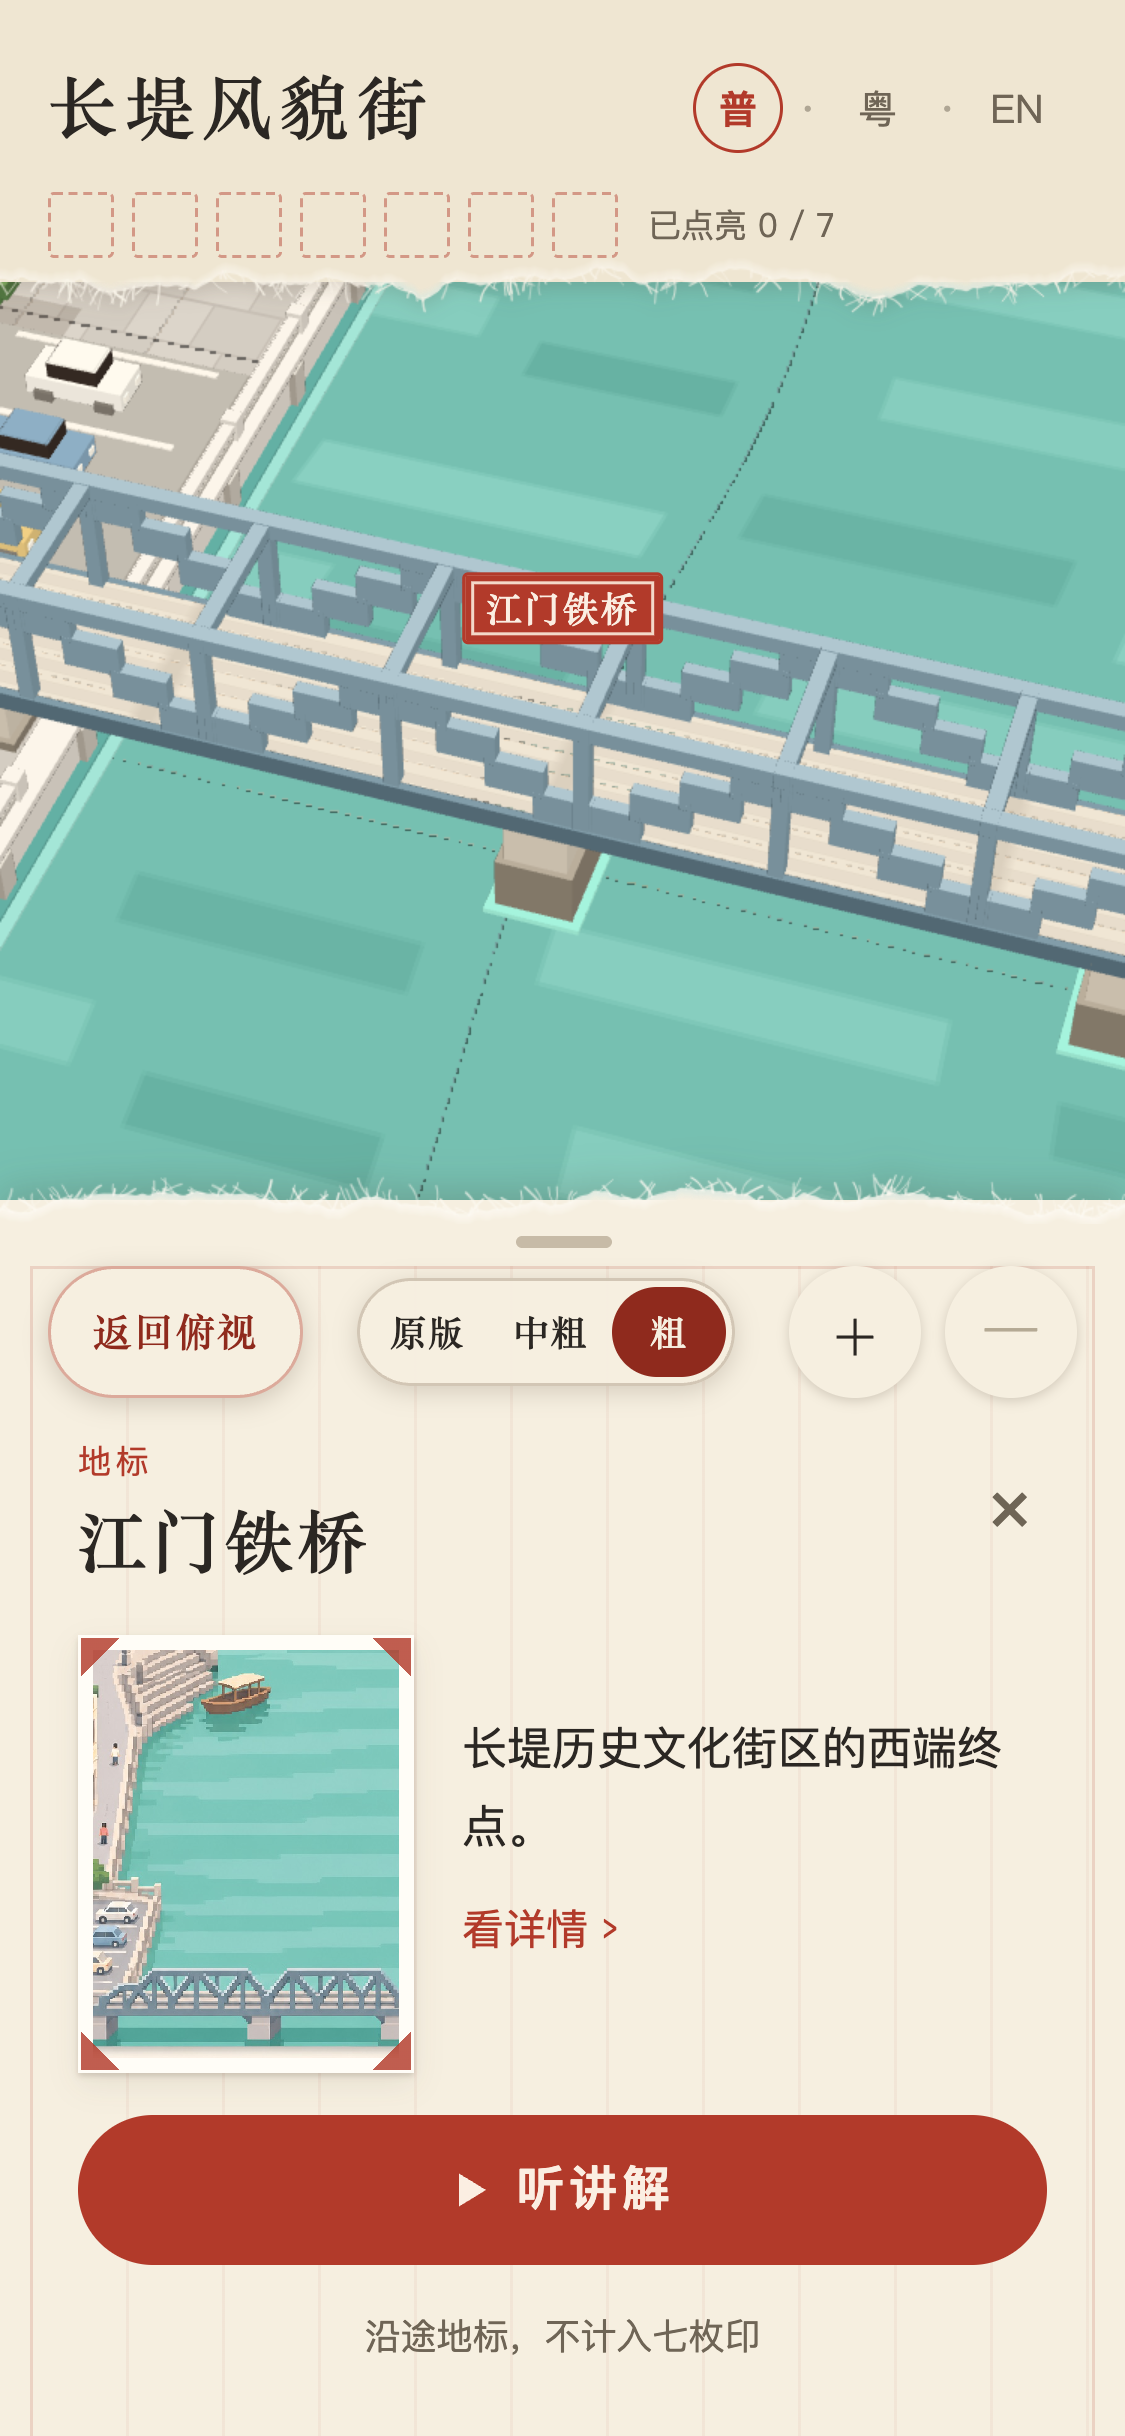 长堤风貌街
普 · 粤 · EN
已点亮 0 / 7
江门铁桥
返回俯视
原版 中粗 粗
地标
江门铁桥
长堤历史文化街区的西端终
点。
看详情 >
听讲解
沿途地标，不计入七枚印